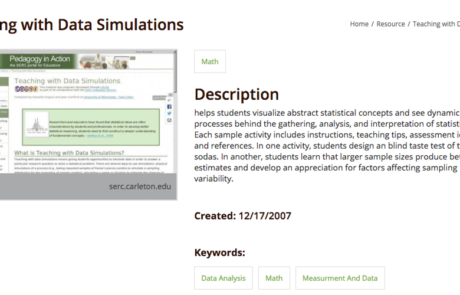 ng with Data Simulations
Home / Resource / Teaching with D
Pedagogy in Action
Teaching with Data Simulations
What is Teaching with Data Simulations?
serc.carleton.edu
Math
Description
helps students visualize abstract statistical concepts and see dynamic
processes behind the gathering, analysis, and interpretation of statist
Each sample activity includes instructions, teaching tips, assessment i
and references. In one activity, students design an blind taste test of t
sodas. In another, students learn that larger sample sizes produce be
estimates and develop an appreciation for factors affecting sampling
variability.
Created: 12/17/2007
Keywords:
Data Analysis
Math
Measurment And Data